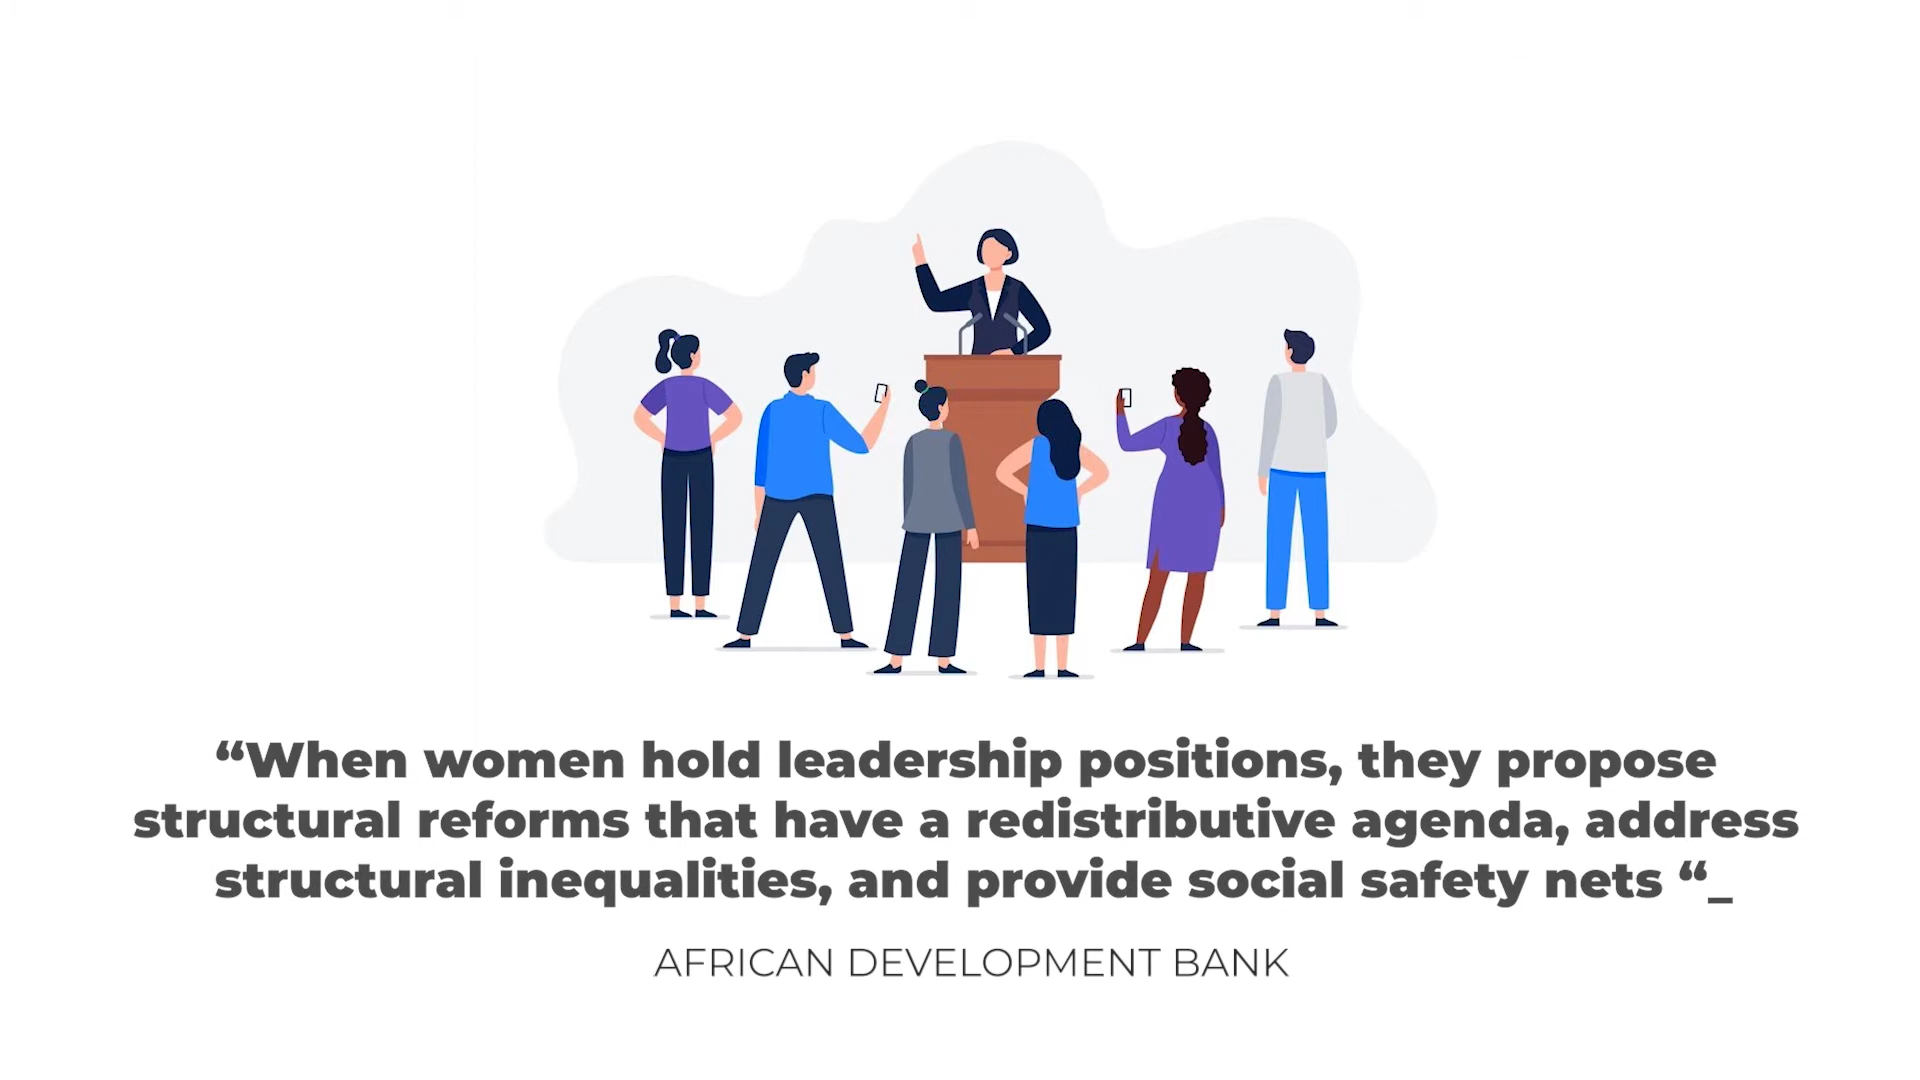 “When women hold leadership positions, they propose
structural reforms that have a redistributive agenda, address
structural inequalities, and provide social safety nets “_
AFRICAN DEVELOPMENT BANK